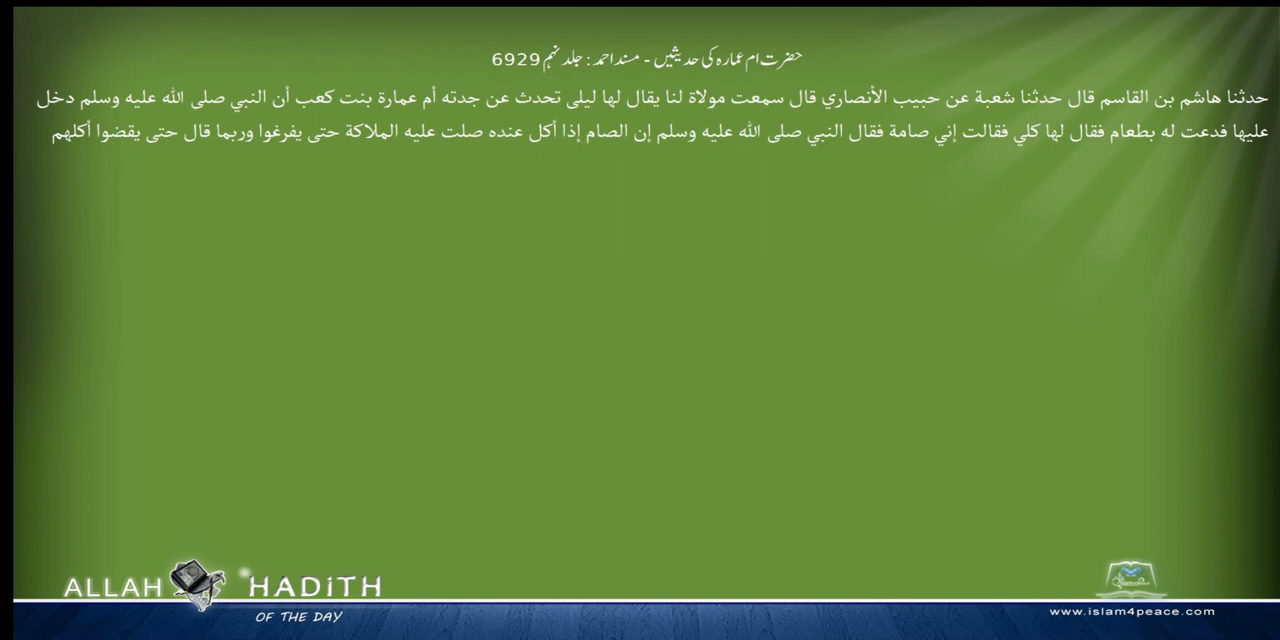 حضرت ام عمارہ کی حدیثیں - مسند احمد : جلد نہم 6929
حدثنا هاشم بن القاسم قال حدثنا شعبة عن حبيب الأنصاري قال سمعت مولاة لنا يقال لها ليلى تحدث عن جدته أم عمارة بنت كعب أن النبي صلى الله عليه وسلم دخل
عليها فدعت له بطعام فقال لها كلي فقالت إني صامة فقال النبي صلى الله عليه وسلم إن الصام إذا أكل عنده صلت عليه الملاكة حتى يفرغوا وربما قال حتى يقضوا أكلهم
ALLAH HADITH
OF THE DAY
www.islam4peace.com